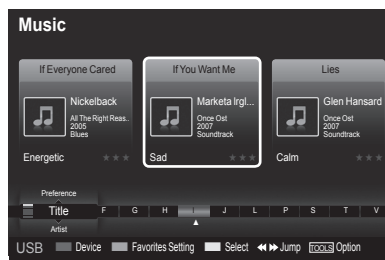 Music
If Everyone Cared
If You Want Me
Lies
Nickelback
All The Right Reas..
2005
Blues
Marketa Irgl...
Once Ost
2007
Soundtrack
Glen Hansard
Once Ost
2007
Soundtrack
Energetic ★★★
Sad ★★★
Calm ★★★
Preference
Title F G H I J L P S T V
Artist
USB Device Favorites Setting Select Jump TOOLS Option